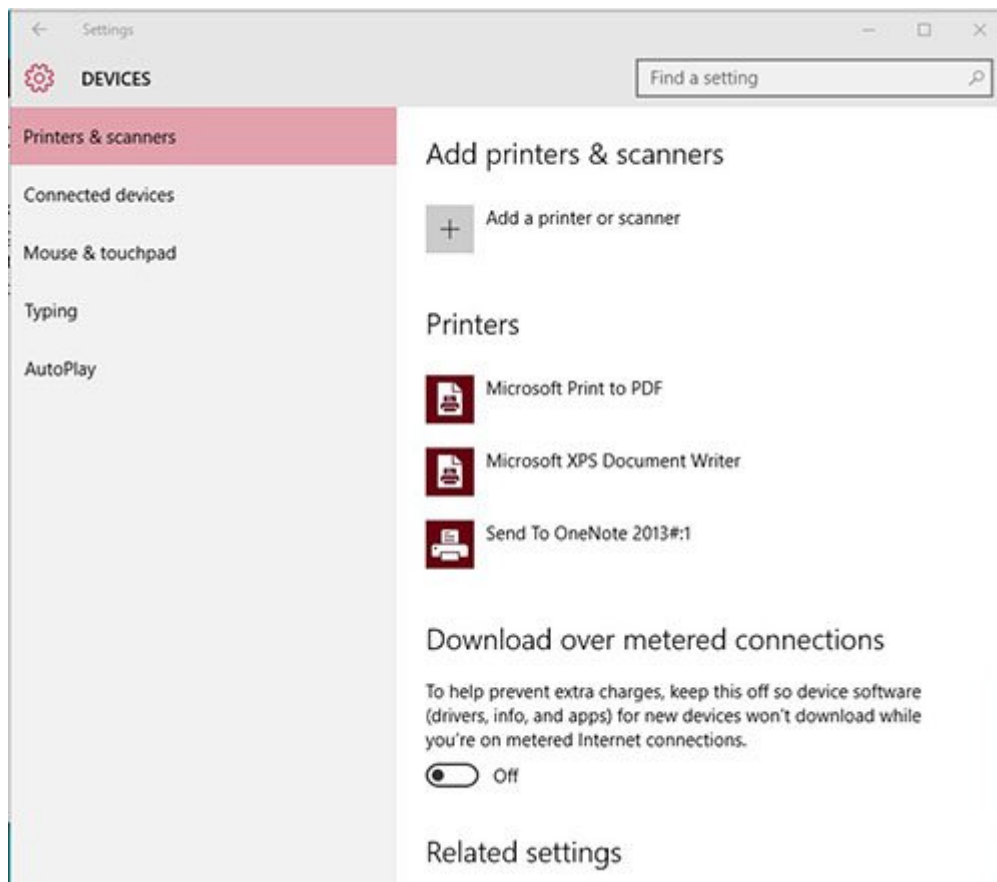 Settings
DEVICES
Find a setting
Printers & scanners
Connected devices
Mouse & touchpad
Typing
AutoPlay
Add printers & scanners
Add a printer or scanner
Printers
Microsoft Print to PDF
Microsoft XPS Document Writer
Send To OneNote 2013#:1
Download over metered connections
To help prevent extra charges, keep this off so device software
(drivers, info, and apps) for new devices won't download while
you're on metered Internet connections.
Off
Related settings